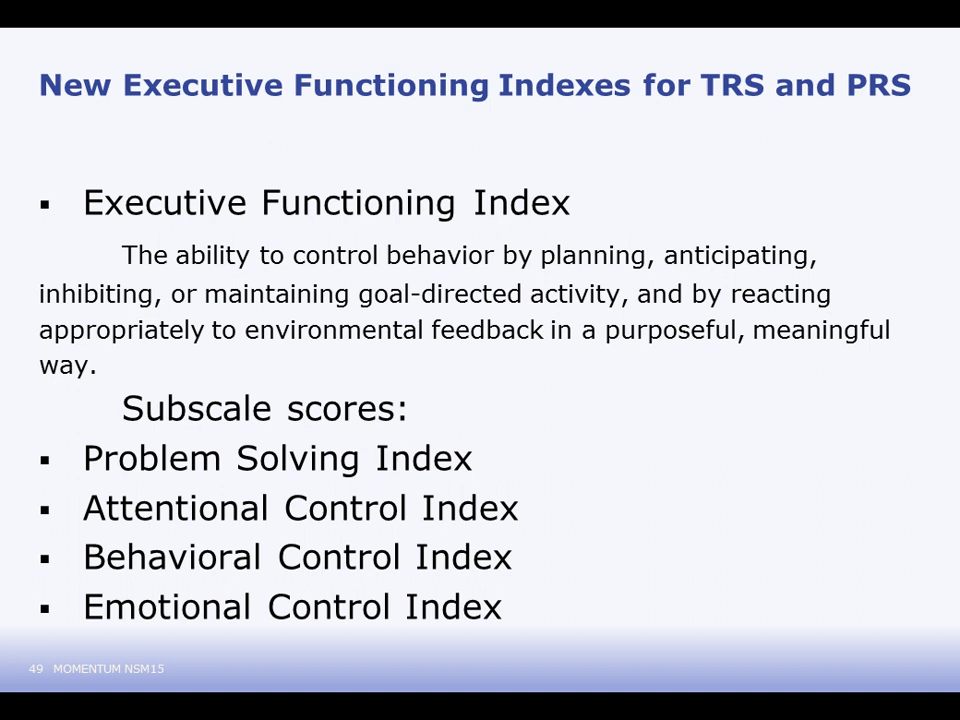 New Executive Functioning Indexes for TRS and PRS
▪ Executive Functioning Index
The ability to control behavior by planning, anticipating,
inhibiting, or maintaining goal-directed activity, and by reacting
appropriately to environmental feedback in a purposeful, meaningful
way.
Subscale scores:
▪ Problem Solving Index
▪ Attentional Control Index
▪ Behavioral Control Index
▪ Emotional Control Index
49 MOMENTUM NSM15